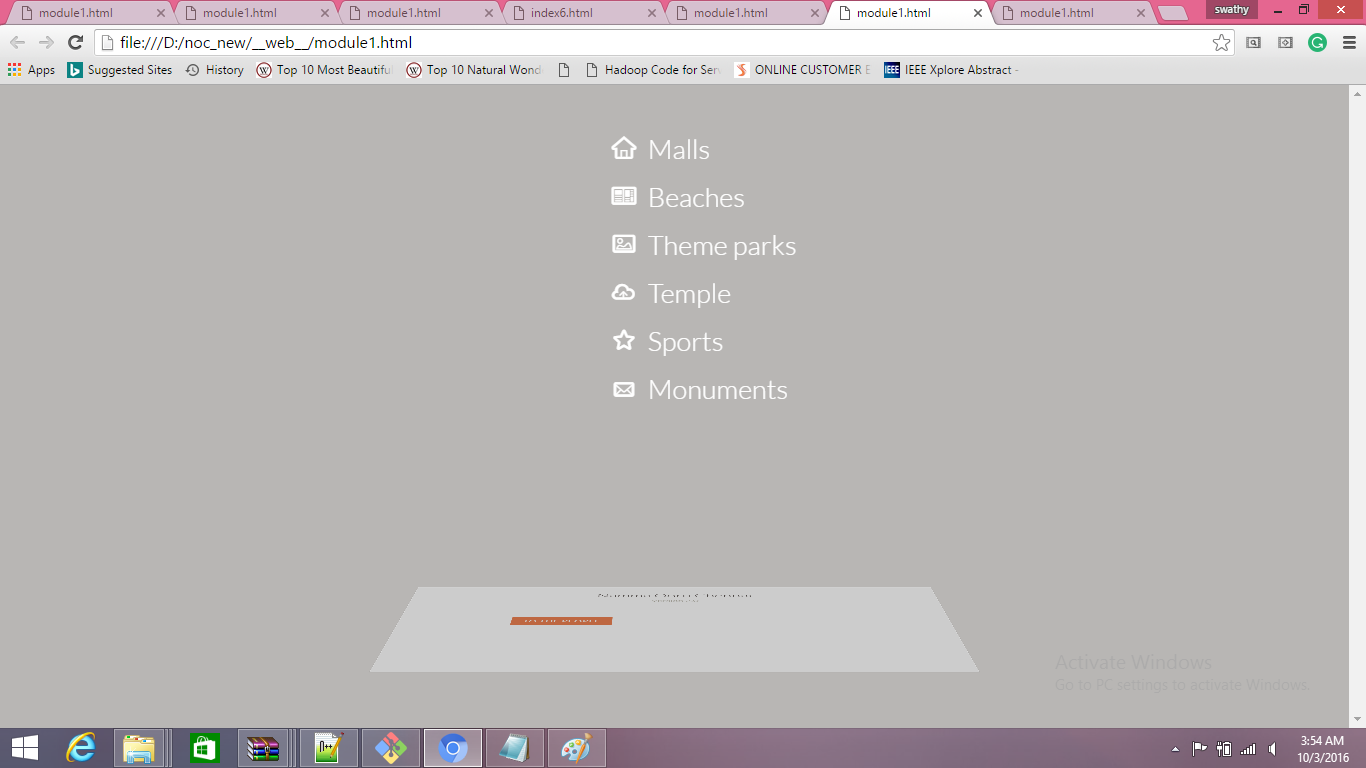 module1.html
module1.html
module1.html
index6.html
module1.html
module1.html
module1.html
swathy
file:///D:/noc_new/__web__/module1.html
Apps
Suggested Sites
History
Top 10 Most Beautiful
Top 10 Natural Wond
Hadoop Code for Serv
ONLINE CUSTOMER E
IEEE Xplore Abstract -
Malls
Beaches
Theme parks
Temple
Sports
Monuments
Activate Windows
Go to PC settings to activate Windows.
3:54 AM
10/3/2016